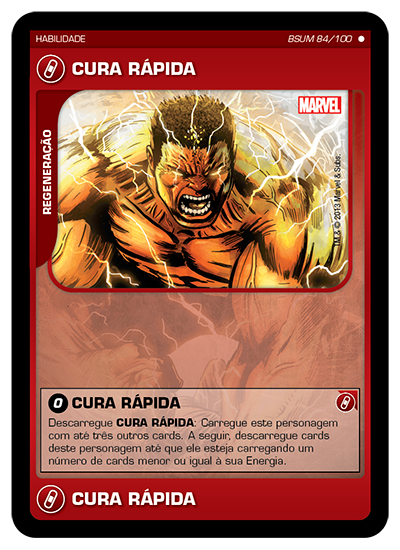 HABILIDADE
BSUM 84/100
CURA RÁPIDA
REGENERAÇÃO
MARVEL
TM & © 2013 Marvel & Subs.
0 CURA RÁPIDA
Descarregue CURA RÁPIDA: Carregue este personagem
com até três outros cards. A seguir, descarregue cards
deste personagem até que ele esteja carregando um
número de cards menor ou igual à sua Energia.
CURA RÁPIDA